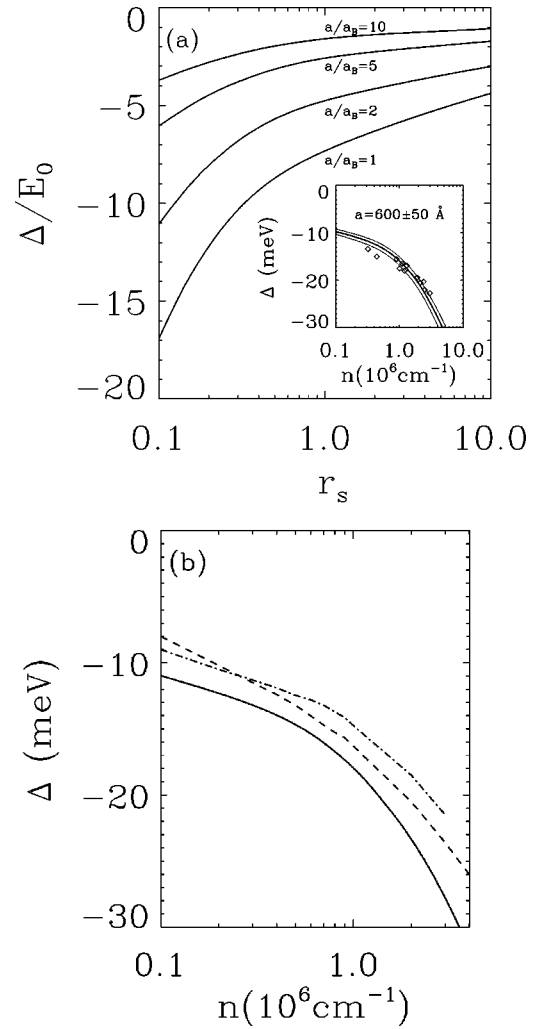 (a)
a/a_B=10
a/a_B=5
a/a_B=2
a/a_B=1
−5
−10
−15
−20
0
Δ/E_0
0.1
1.0
10.0
r_s
a=600±50 Å
0
−10
−20
−30
Δ (meV)
0.1
1.0
10.0
n(10^6cm^−1)
(b)
0
−10
−20
−30
Δ (meV)
0.1
1.0
n(10^6cm^−1)